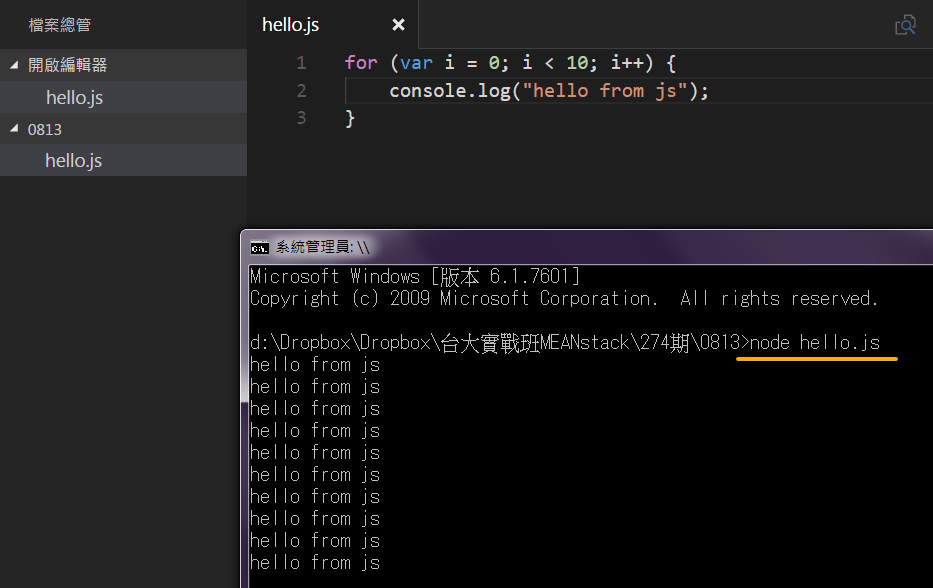 檔案總管
開啟編輯器
hello.js
0813
hello.js
hello.js ×
1 for (var i = 0; i < 10; i++) {
2 console.log("hello from js");
3 }
系統管理員: \\
Microsoft Windows [版本 6.1.7601]
Copyright (c) 2009 Microsoft Corporation.  All rights reserved.
d:\Dropbox\Dropbox\台大實戰班MEANstack\274期\0813>node hello.js
hello from js
hello from js
hello from js
hello from js
hello from js
hello from js
hello from js
hello from js
hello from js
hello from js